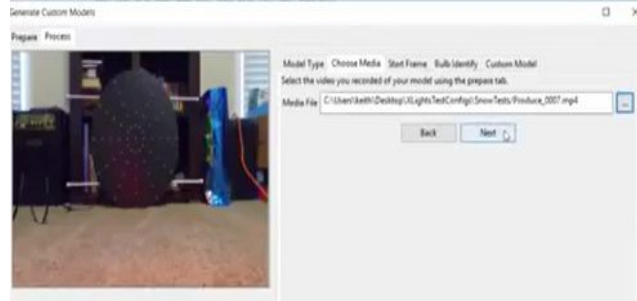 Generate Custom Models
Prepare Process
Model Type Choose Media Start Frame Bulb Identify Custom Model
Select the video you recorded of your model using the prepare tab.
Media File C:\Users\keith\Desktop\XLightsTestConfigs\SnowTests\Produce_0007.mp4 ...
Back Next